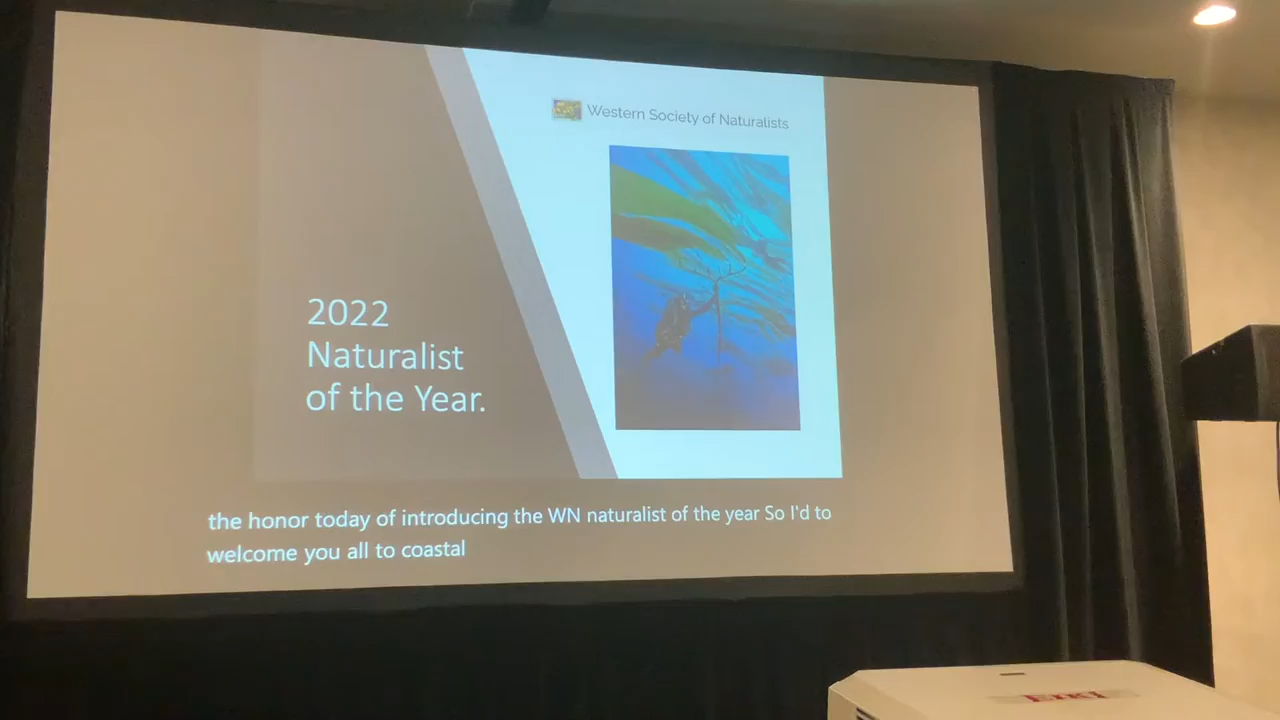 Western Society of Naturalists
2022
Naturalist
of the Year.
the honor today of introducing the WN naturalist of the year So I'd to
welcome you all to coastal
EIKI